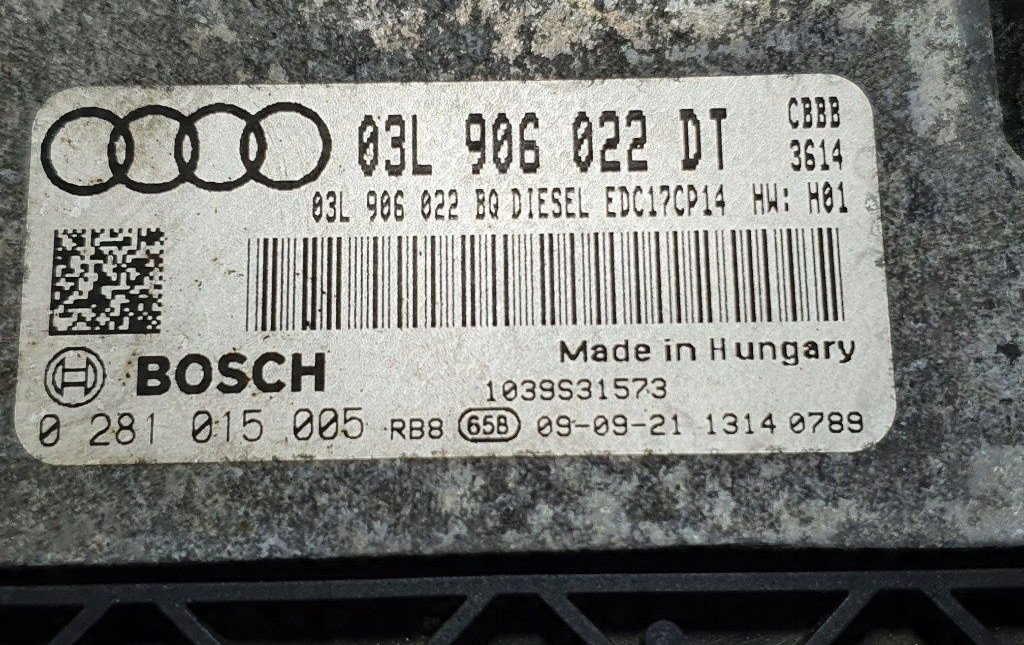 03L 906 022 DT CBBB
3614
03L 906 022 BQ DIESEL EDC17CP14 HW: H01
Made in Hungary
BOSCH
1039S31573
0 281 015 005 RB8 65B 09-09-21 1314 0789